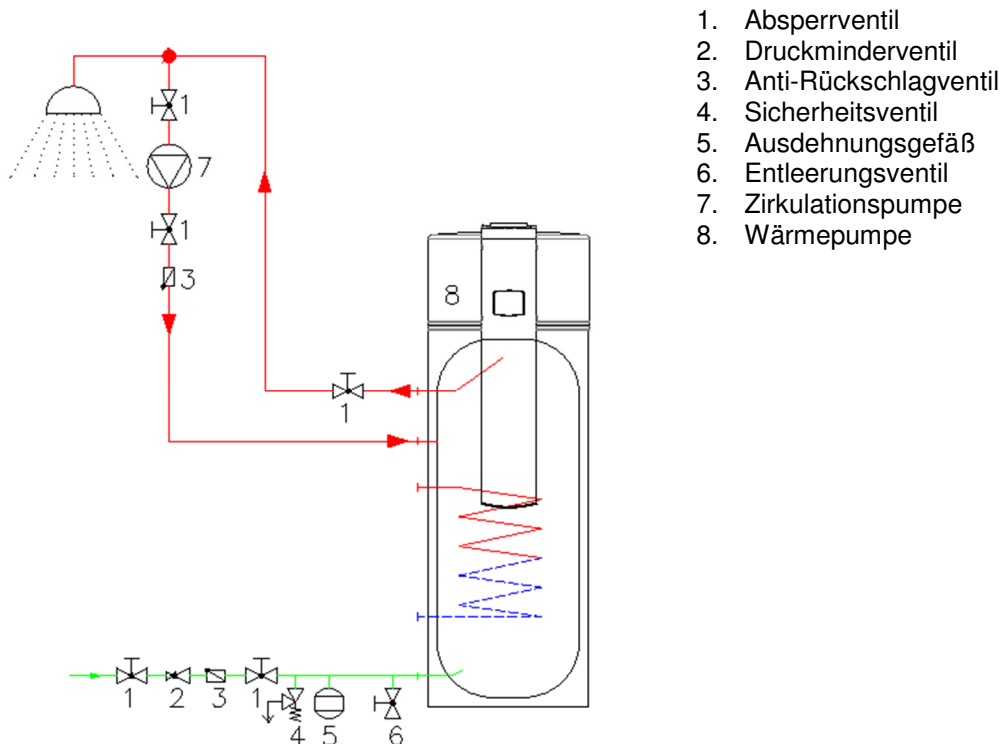 1. Absperrventil
2. Druckminderventil
3. Anti-Rückschlagventil
4. Sicherheitsventil
5. Ausdehnungsgefäß
6. Entleerungsventil
7. Zirkulationspumpe
8. Wärmepumpe
1
7
1
3
8
1
1 2 3 1 4 5 6